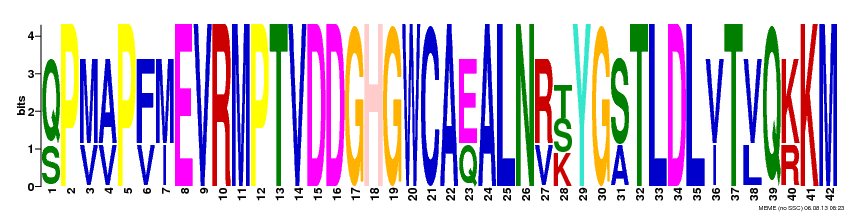 bits
4
3
2
1
0
QPMAPFMEVRMPTVDDGHGWCAEALNRTYGSTLDLVTVQKKM
S V V V I Q V S A I L R
K
1 2 3 4 5 6 7 8 9 10 11 12 13 14 15 16 17 18 19 20 21 22 23 24 25 26 27 28 29 30 31 32 33 34 35 36 37 38 39 40 41 42
MEME (no SSC) 06.08.13 06:23